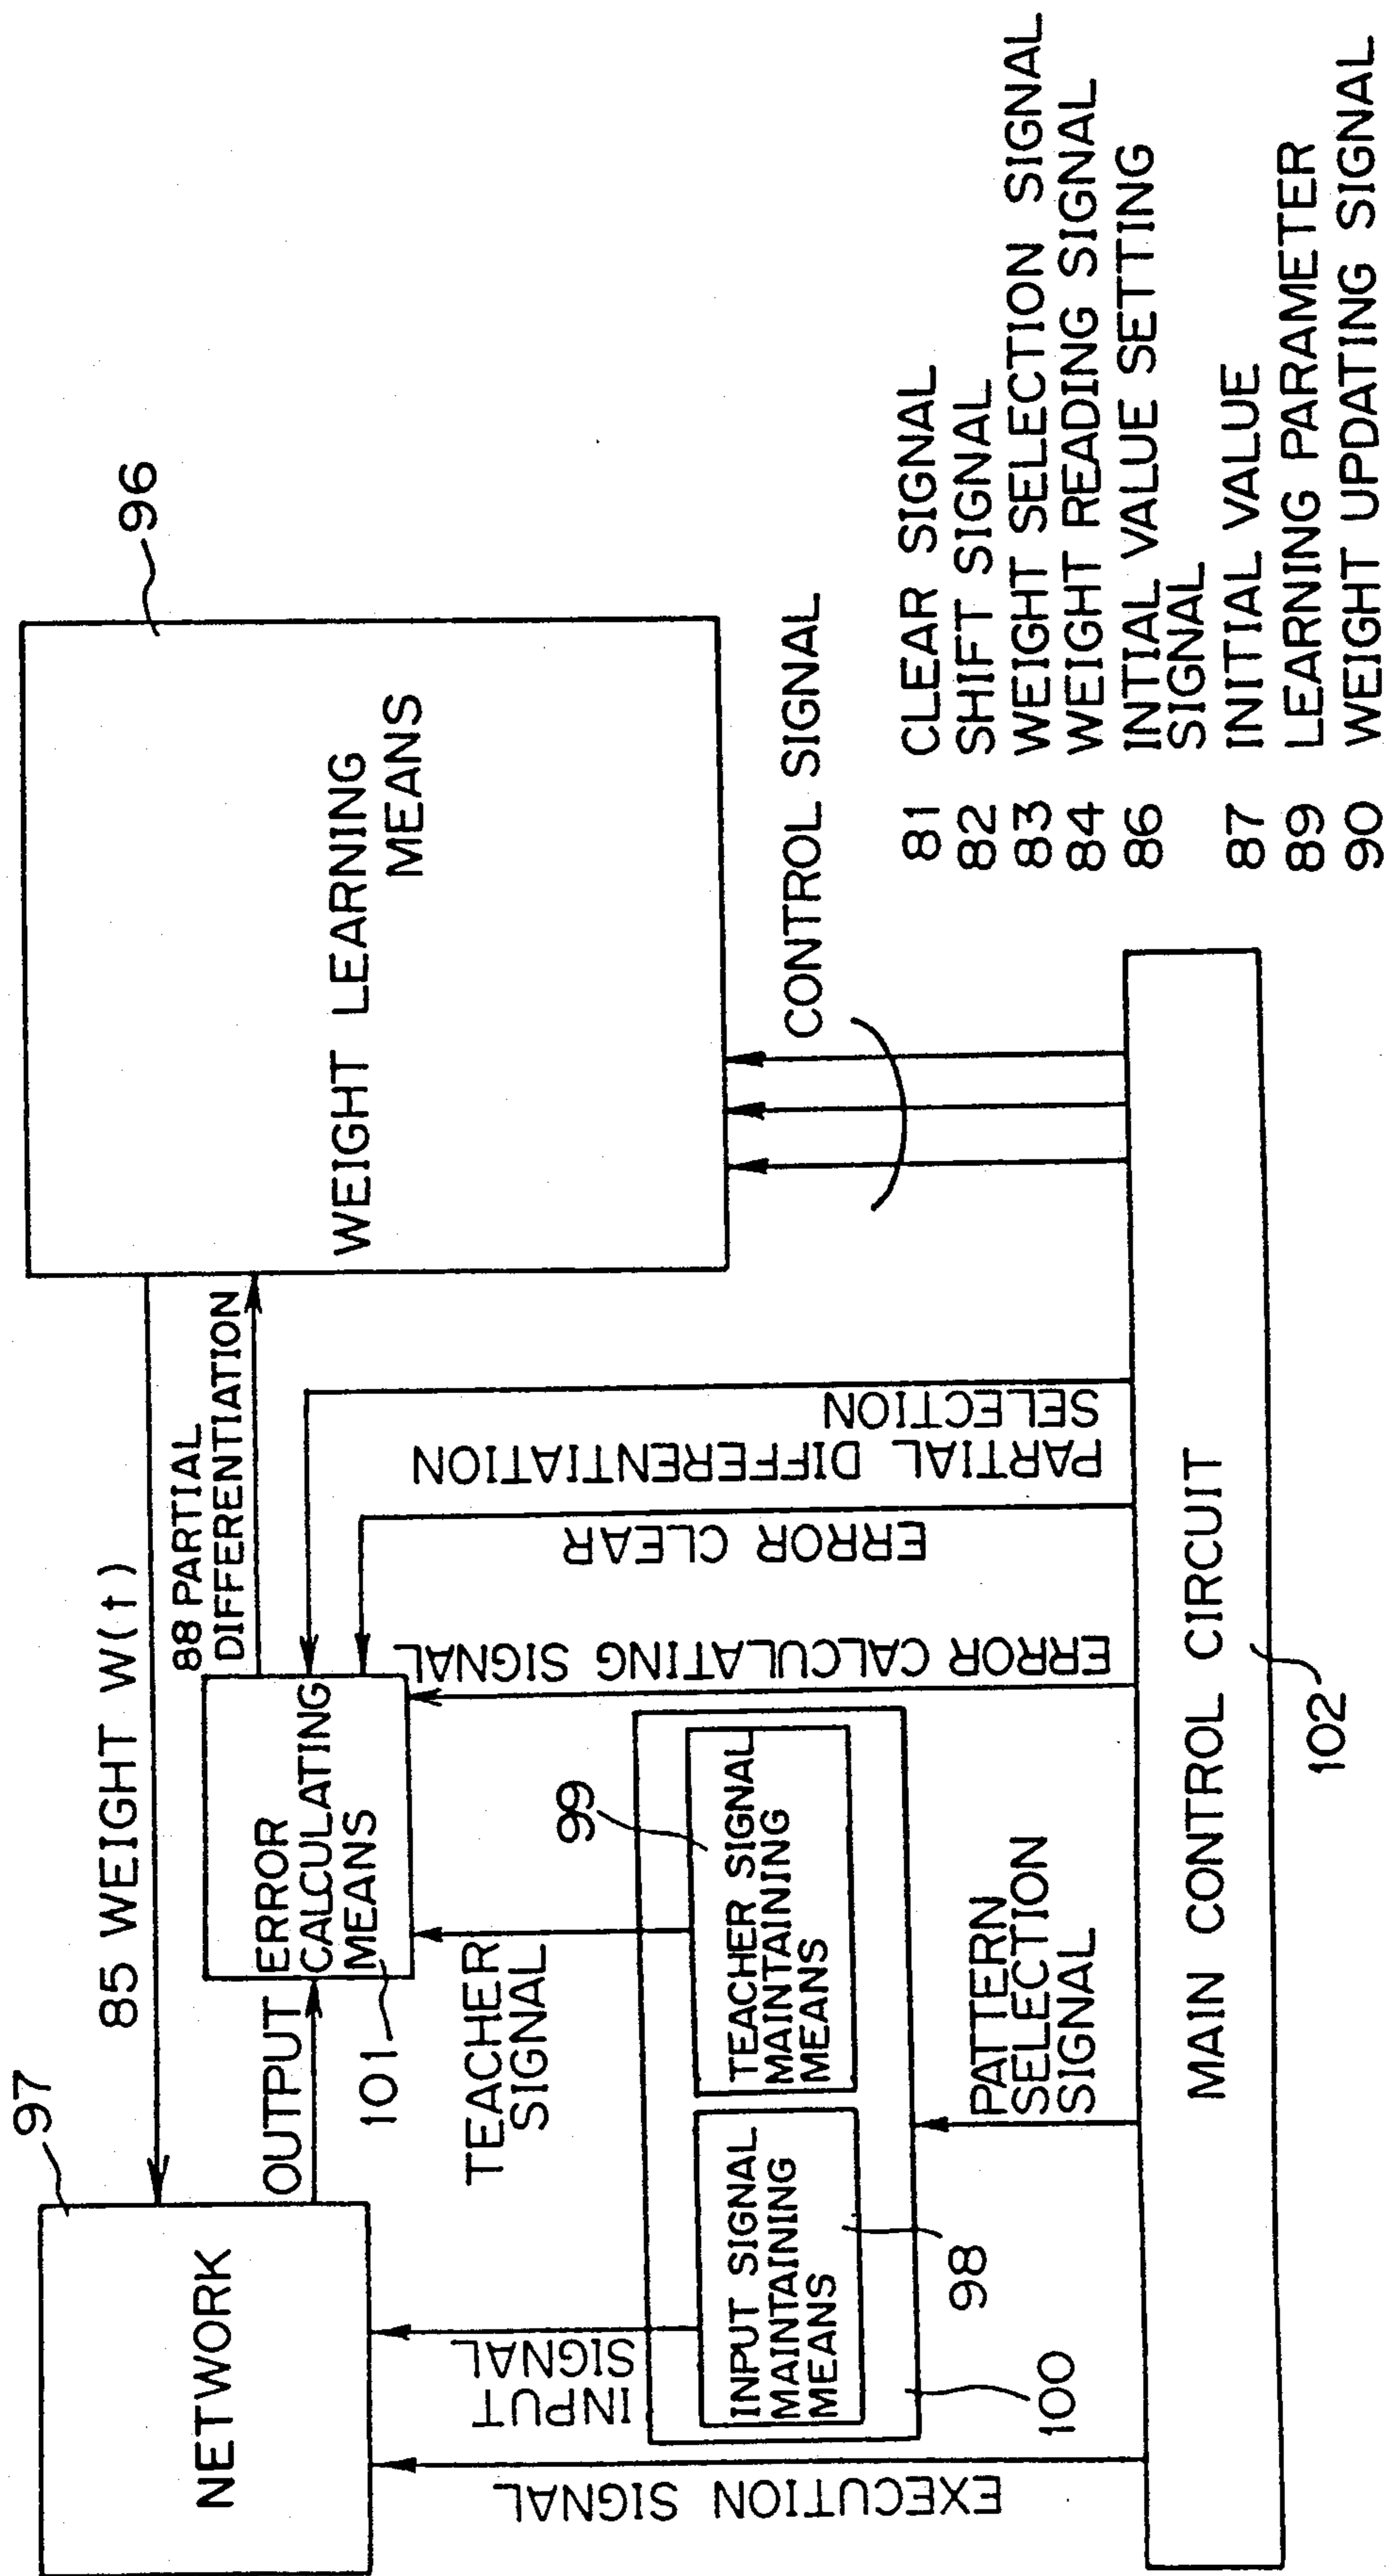 97
NETWORK
85 WEIGHT W(t)
96
WEIGHT LEARNING
MEANS
88 PARTIAL
DIFFERENTIATION
OUTPUT
ERROR
CALCULATING
MEANS
101
TEACHER
SIGNAL
INPUT
SIGNAL
99
TEACHER SIGNAL
MAINTAINING
MEANS
INPUT SIGNAL
MAINTAINING
MEANS
98
100
EXECUTION SIGNAL
PATTERN
SELECTION
SIGNAL
ERROR CALCULATING SIGNAL
ERROR CLEAR
PARTIAL DIFFERENTIATION
SELECTION
CONTROL SIGNAL
MAIN CONTROL CIRCUIT
102
81 CLEAR SIGNAL
82 SHIFT SIGNAL
83 WEIGHT SELECTION SIGNAL
84 WEIGHT READING SIGNAL
86 INTIAL VALUE SETTING
SIGNAL
87 INITIAL VALUE
89 LEARNING PARAMETER
90 WEIGHT UPDATING SIGNAL